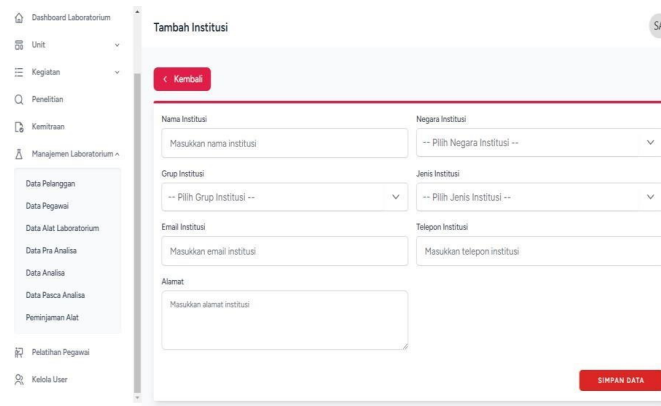 Dashboard Laboratorium
Unit
Kegiatan
Penelitian
Kemitraan
Manajemen Laboratorium
Data Pelanggan
Data Pegawai
Data Alat Laboratorium
Data Pra Analisa
Data Analisa
Data Pasca Analisa
Peminjaman Alat
Pelatihan Pegawai
Kelola User
Tambah Institusi
SA
< Kembali
Nama Institusi
Masukkan nama institusi
Negara Institusi
-- Pilih Negara Institusi --
Grup Institusi
-- Pilih Grup Institusi --
Jenis Institusi
-- Pilih Jenis Institusi --
Email Institusi
Masukkan email institusi
Telepon Institusi
Masukkan telepon institusi
Alamat
Masukkan alamat institusi
SIMPAN DATA